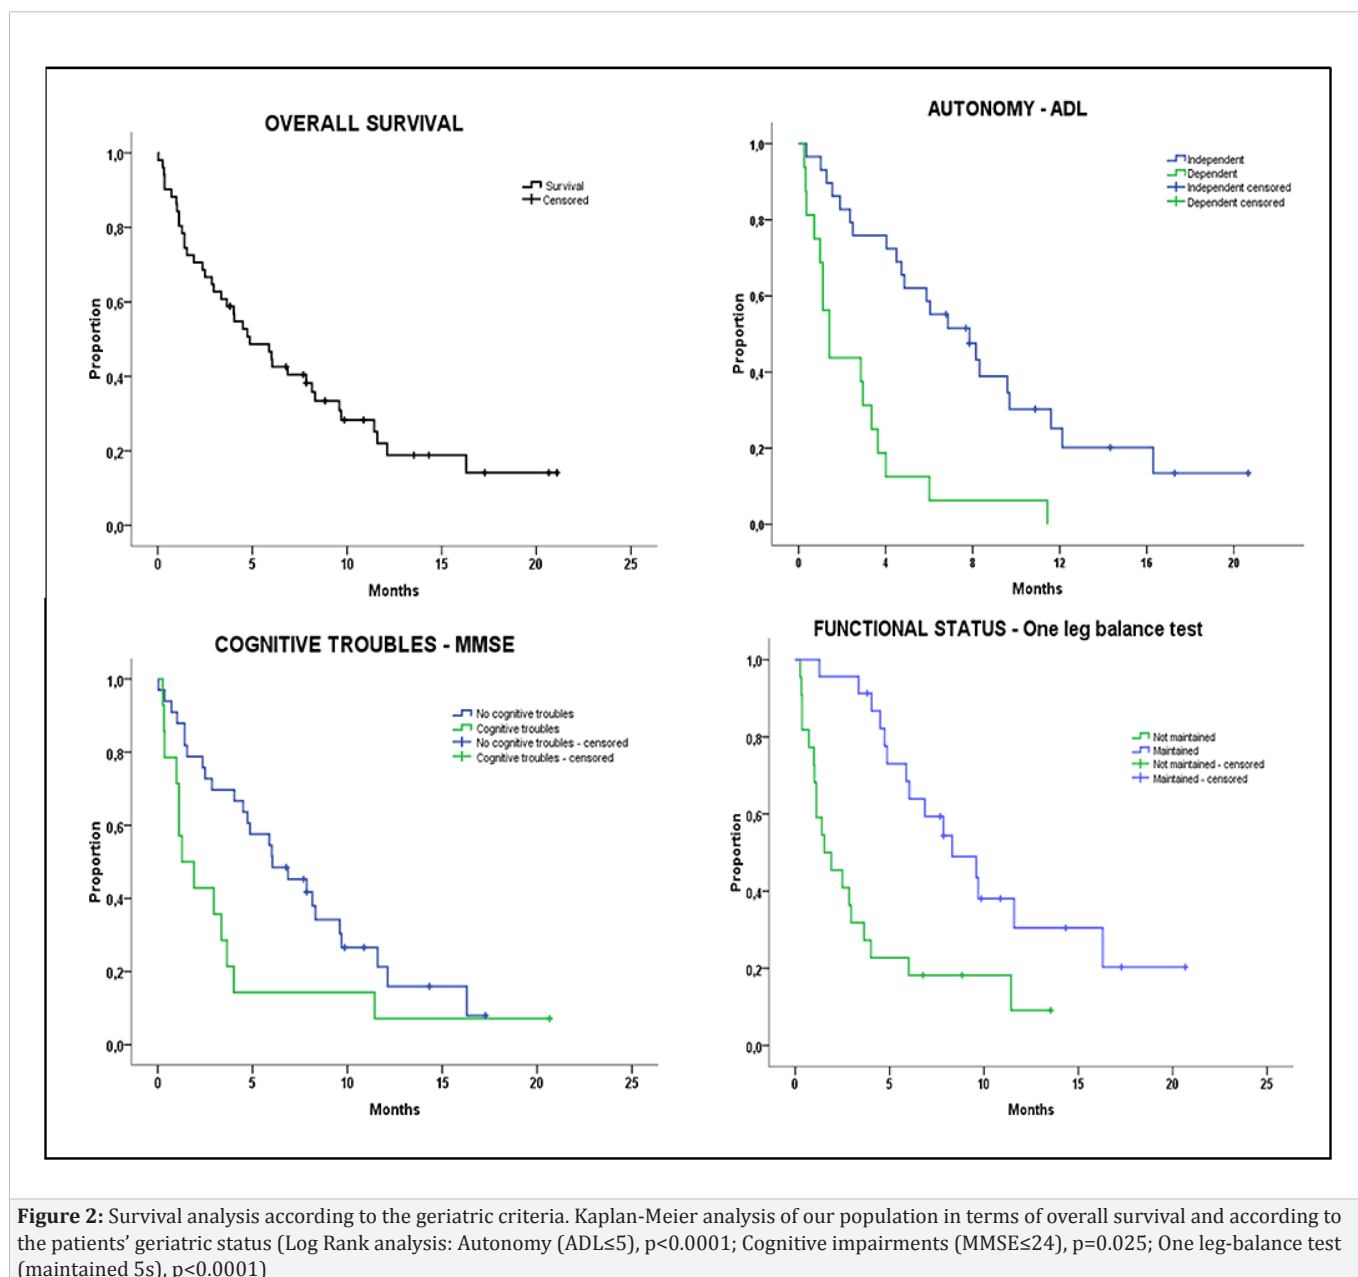 OVERALL SURVIVAL
Proportion
1,0
0,8
0,6
0,4
0,2
0,0
Survival
Censored
0 5 10 15 20 25
Months
AUTONOMY - ADL
Proportion
1,0
0,8
0,6
0,4
0,2
0,0
Independent
Dependent
Independent censored
Dependent censored
0 4 8 12 16 20
Months
COGNITIVE TROUBLES - MMSE
Proportion
1,0
0,8
0,6
0,4
0,2
0,0
No cognitive troubles
Cognitive troubles
No cognitive troubles - censored
Cognitive troubles - censored
0 5 10 15 20 25
Months
FUNCTIONAL STATUS - One leg balance test
Proportion
1,0
0,8
0,6
0,4
0,2
0,0
Not maintained
Maintained
Not maintained - censored
Maintained - censored
0 5 10 15 20 25
Months
Figure 2: Survival analysis according to the geriatric criteria. Kaplan-Meier analysis of our population in terms of overall survival and according to
the patients’ geriatric status (Log Rank analysis: Autonomy (ADL≤5), p<0.0001; Cognitive impairments (MMSE≤24), p=0.025; One leg-balance test
(maintained 5s), p<0.0001)